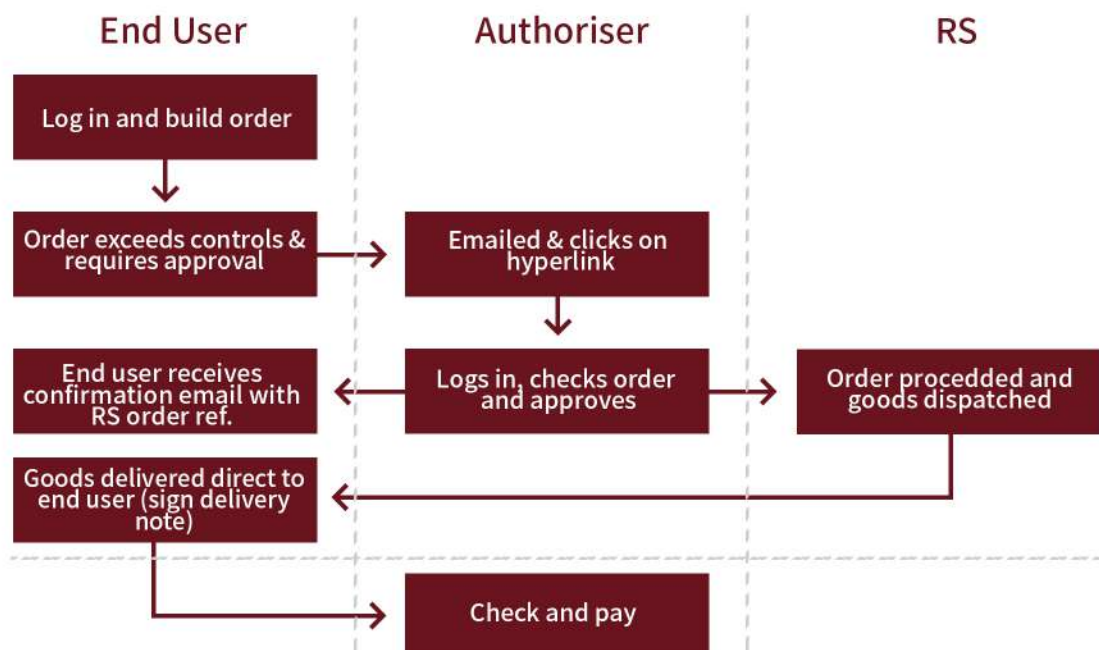 End User
Authoriser
RS
Log in and build order
Order exceeds controls &
requires approval
Emailed & clicks on
hyperlink
End user receives
confirmation email with
RS order ref.
Logs in, checks order
and approves
Order procedded and
goods dispatched
Goods delivered direct to
end user (sign delivery
note)
Check and pay